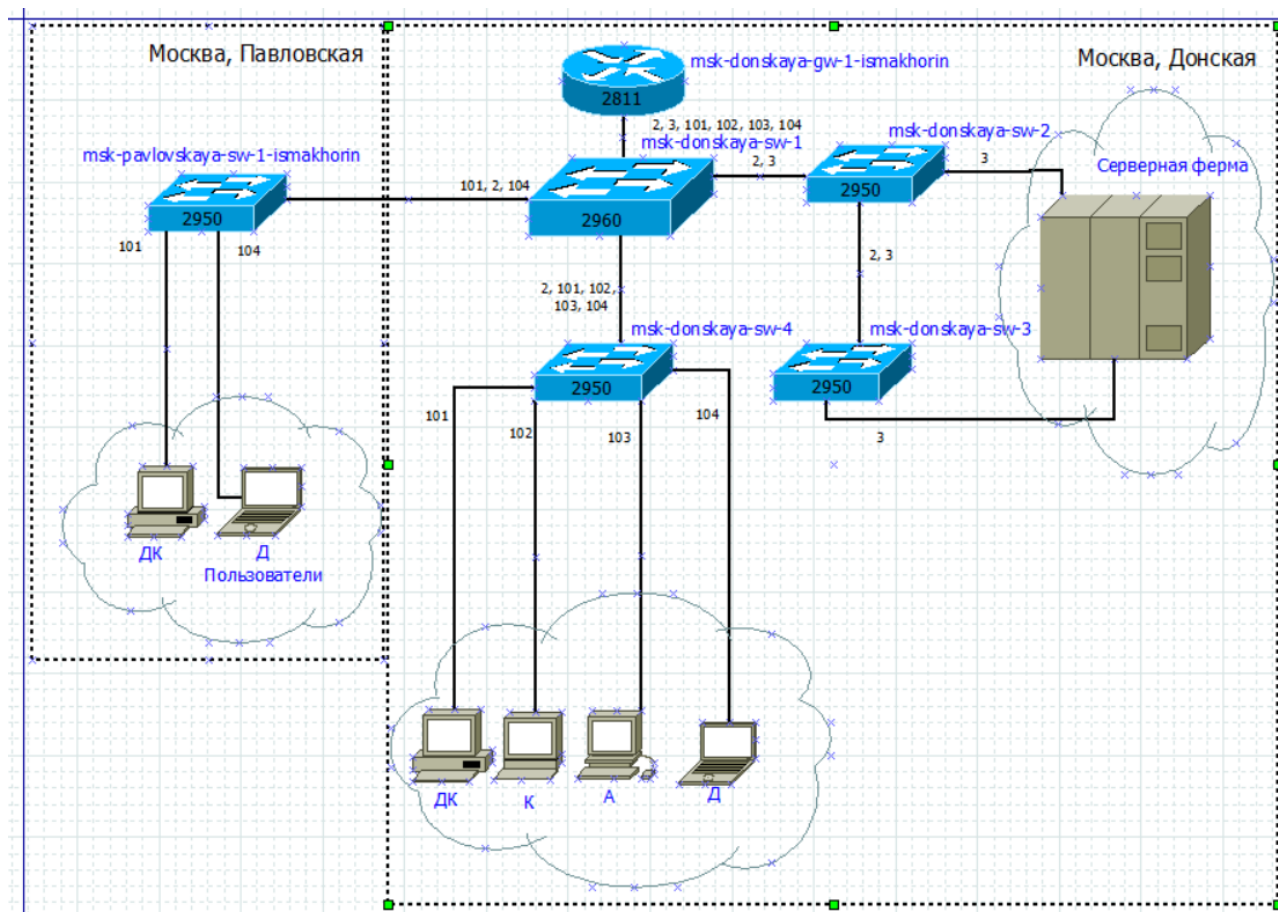 Москва, Павловская
msk-pavlovskaya-sw-1-ismakhorin
2950
101
104
ДК
Д
Пользователи
101, 2, 104
Москва, Донская
msk-donskaya-gw-1-ismakhorin
2811
2, 3, 101, 102, 103, 104
msk-donskaya-sw-1
2960
2, 3
msk-donskaya-sw-2
2950
3
Серверная ферма
2, 3
2, 101, 102,
103, 104
msk-donskaya-sw-4
2950
msk-donskaya-sw-3
2950
3
101
102
103
104
ДК
К
А
Д